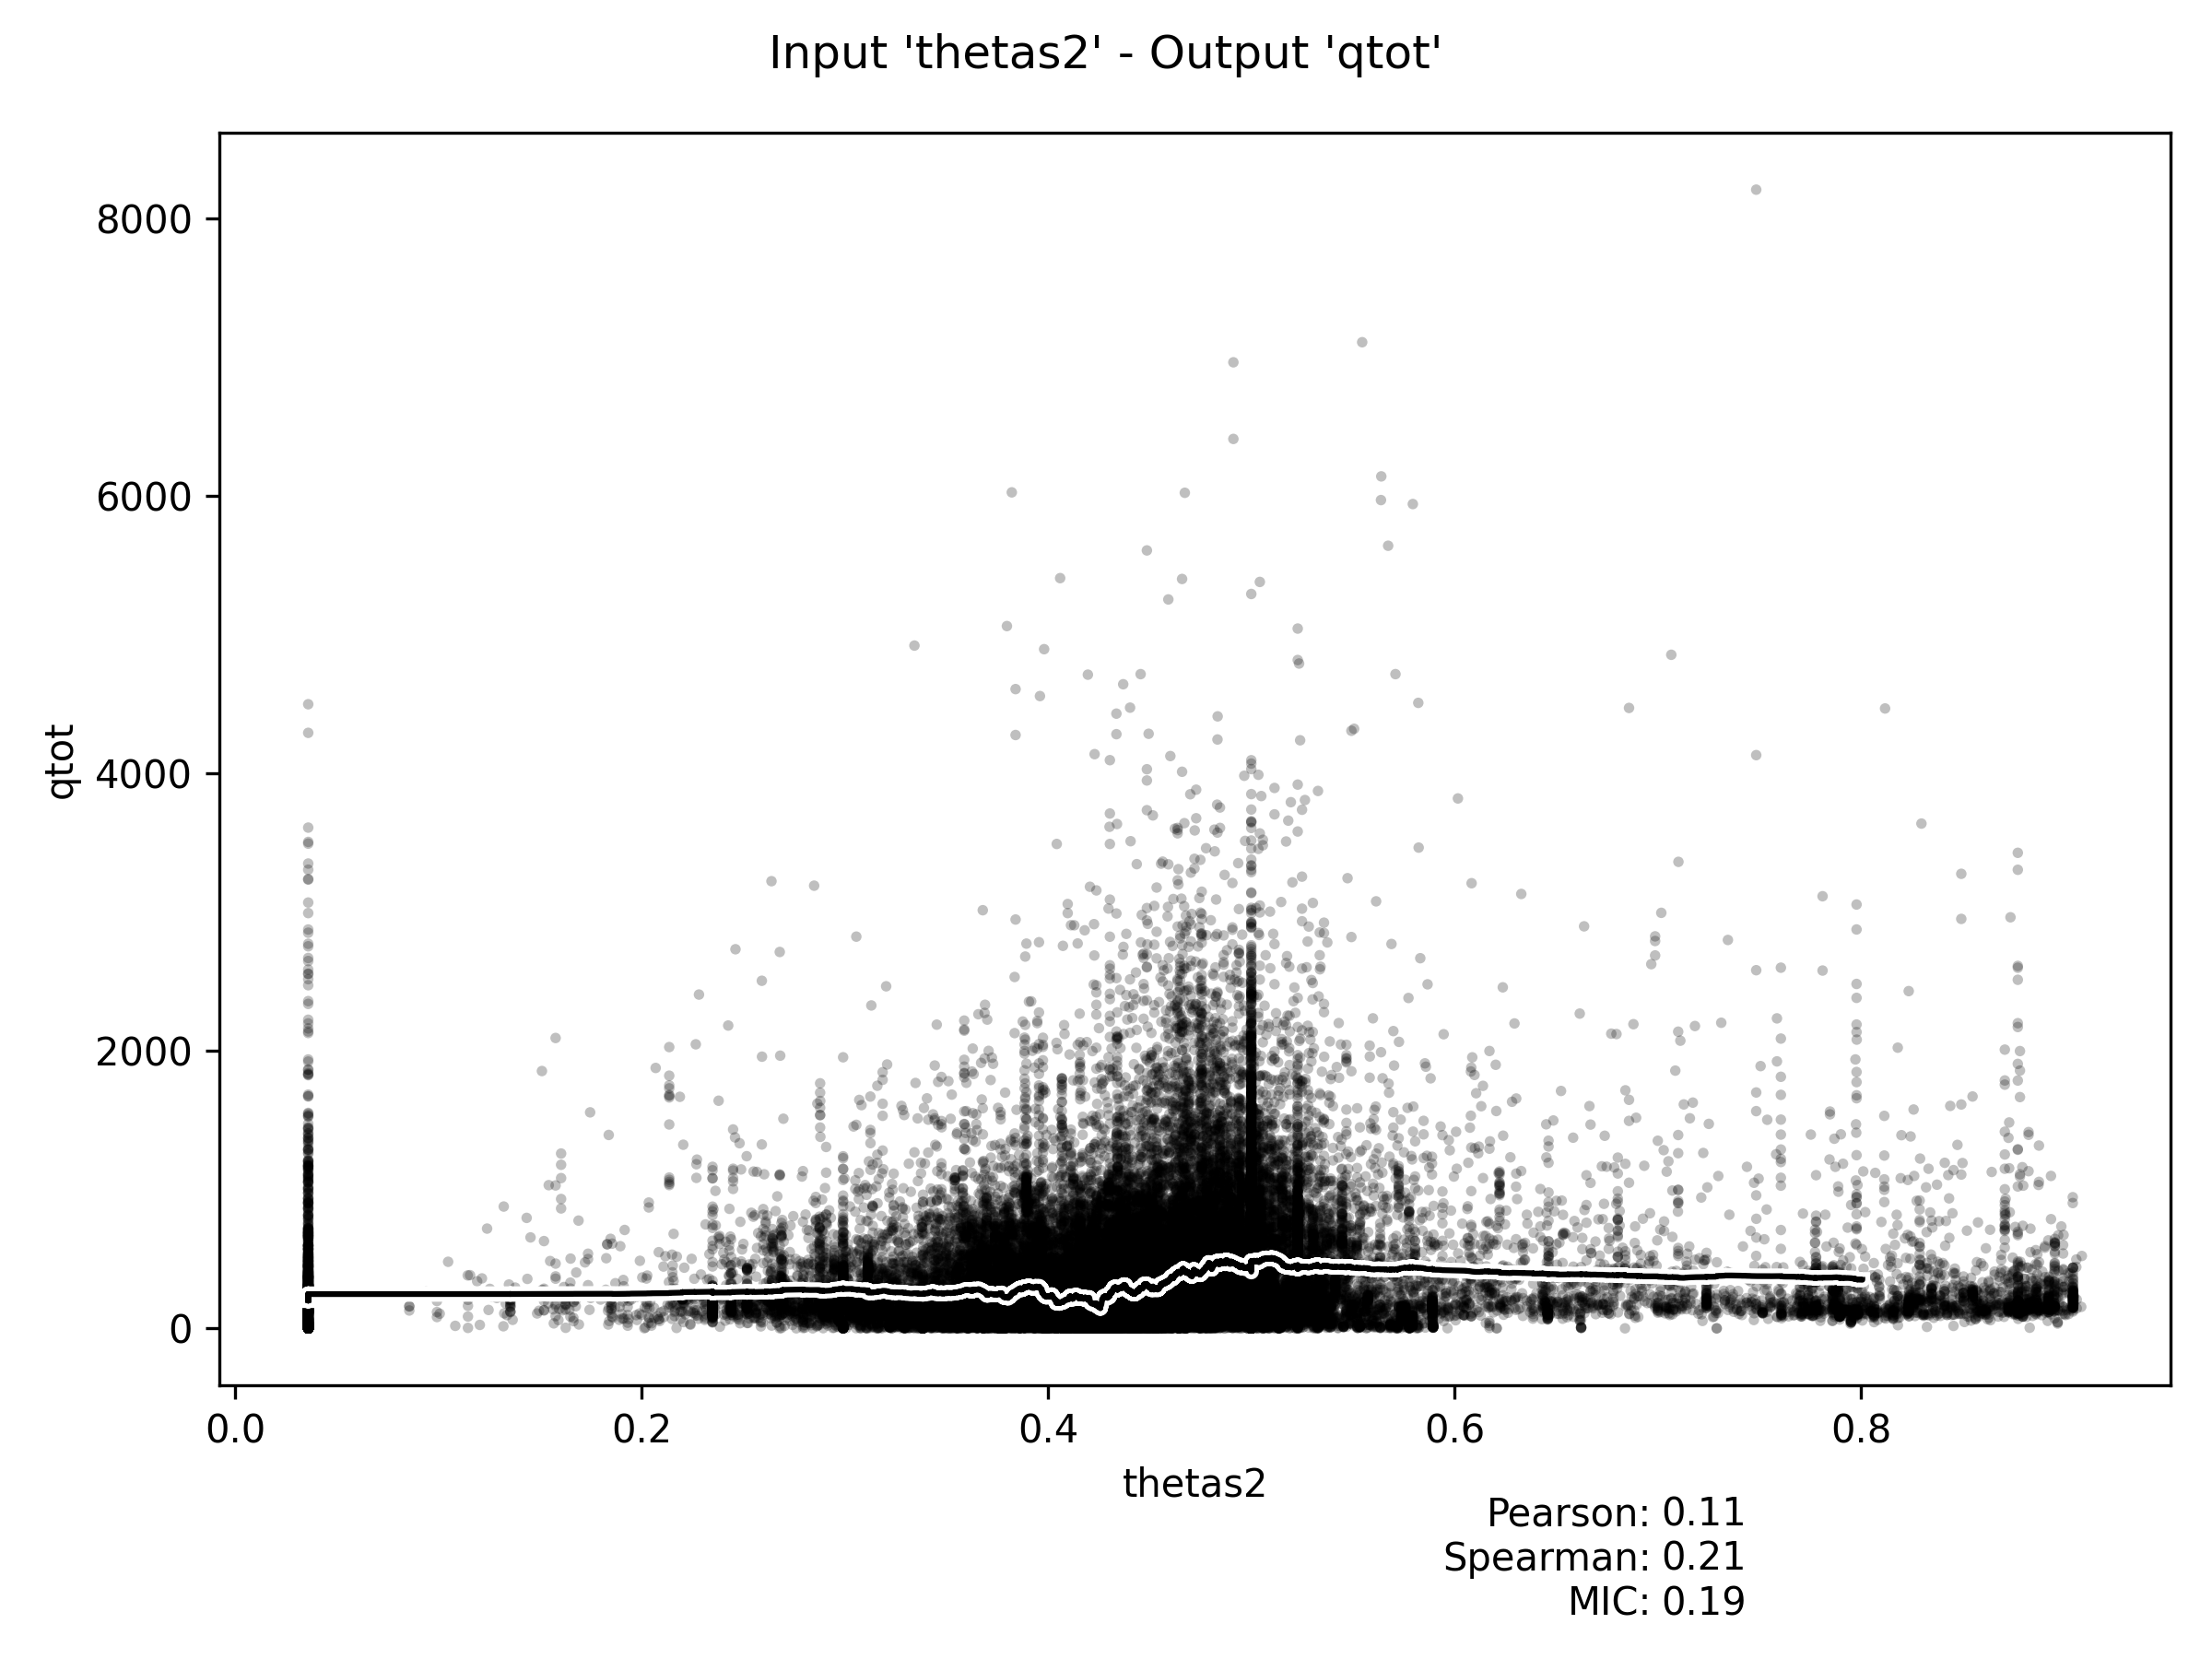 Input 'thetas2' - Output 'qtot'
8000
6000
4000
2000
0
qtot
0.0 0.2 0.4 0.6 0.8
thetas2
Pearson: 0.11
Spearman: 0.21
MIC: 0.19